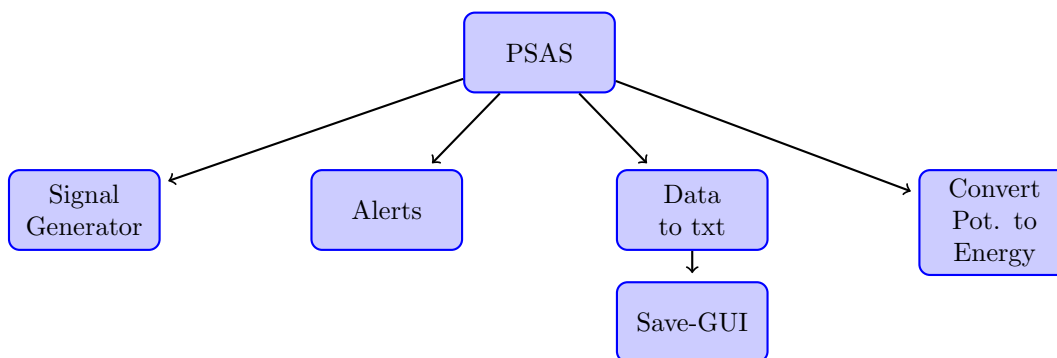 PSAS
Signal
Generator
Alerts
Data
to txt
Convert
Pot. to
Energy
Save-GUI